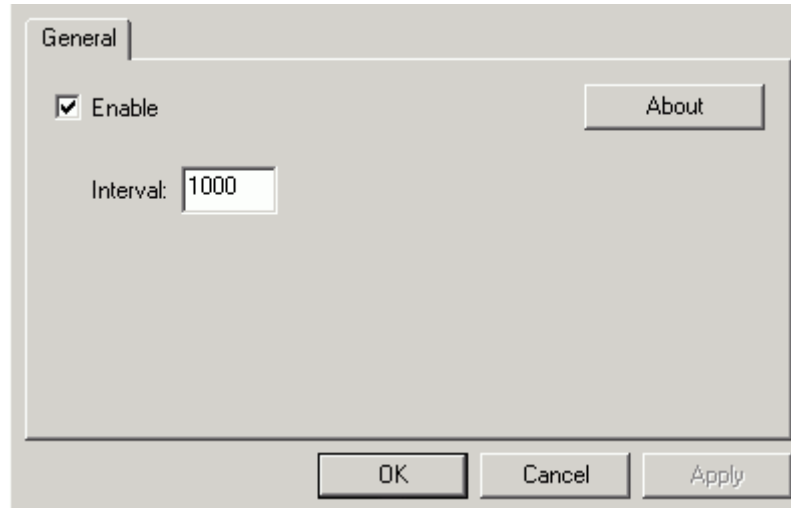 General
Enable
About
Interval: 1000
OK
Cancel
Apply